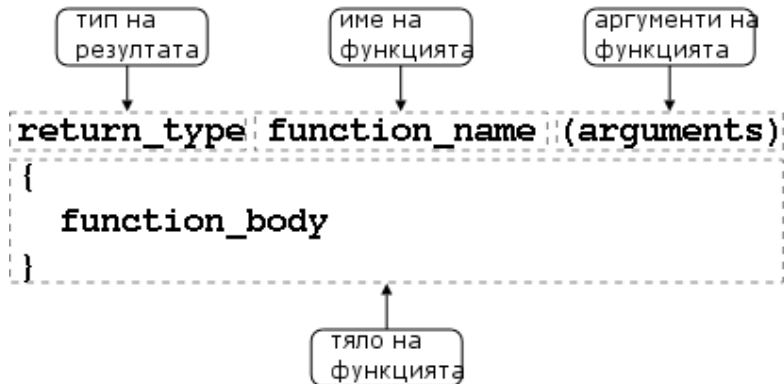 тип на
резултата
име на
функцията
аргументи на
функцията
return_type function_name (arguments)
{
function_body
}
тяло на
функцията